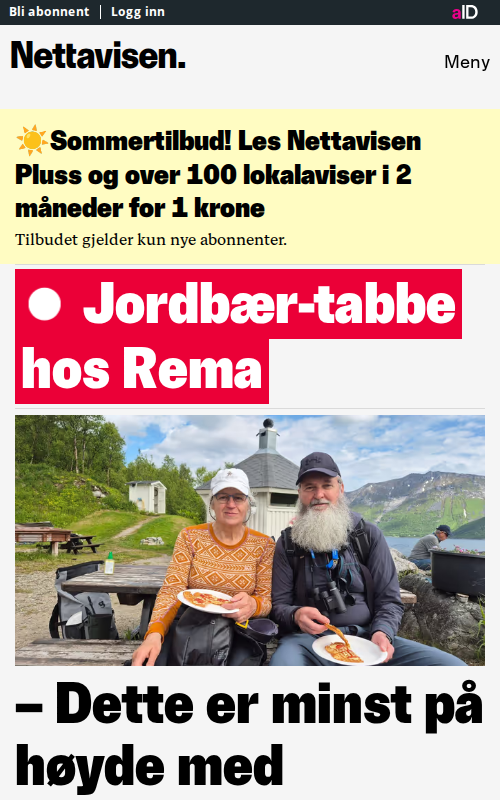 Bli abonnent | Logg inn
aID
Nettavisen.
Meny
☀️Sommertilbud! Les Nettavisen
Pluss og over 100 lokalaviser i 2
måneder for 1 krone
Tilbudet gjelder kun nye abonnenter.
Jordbær-tabbe
hos Rema
– Dette er minst på
høyde med